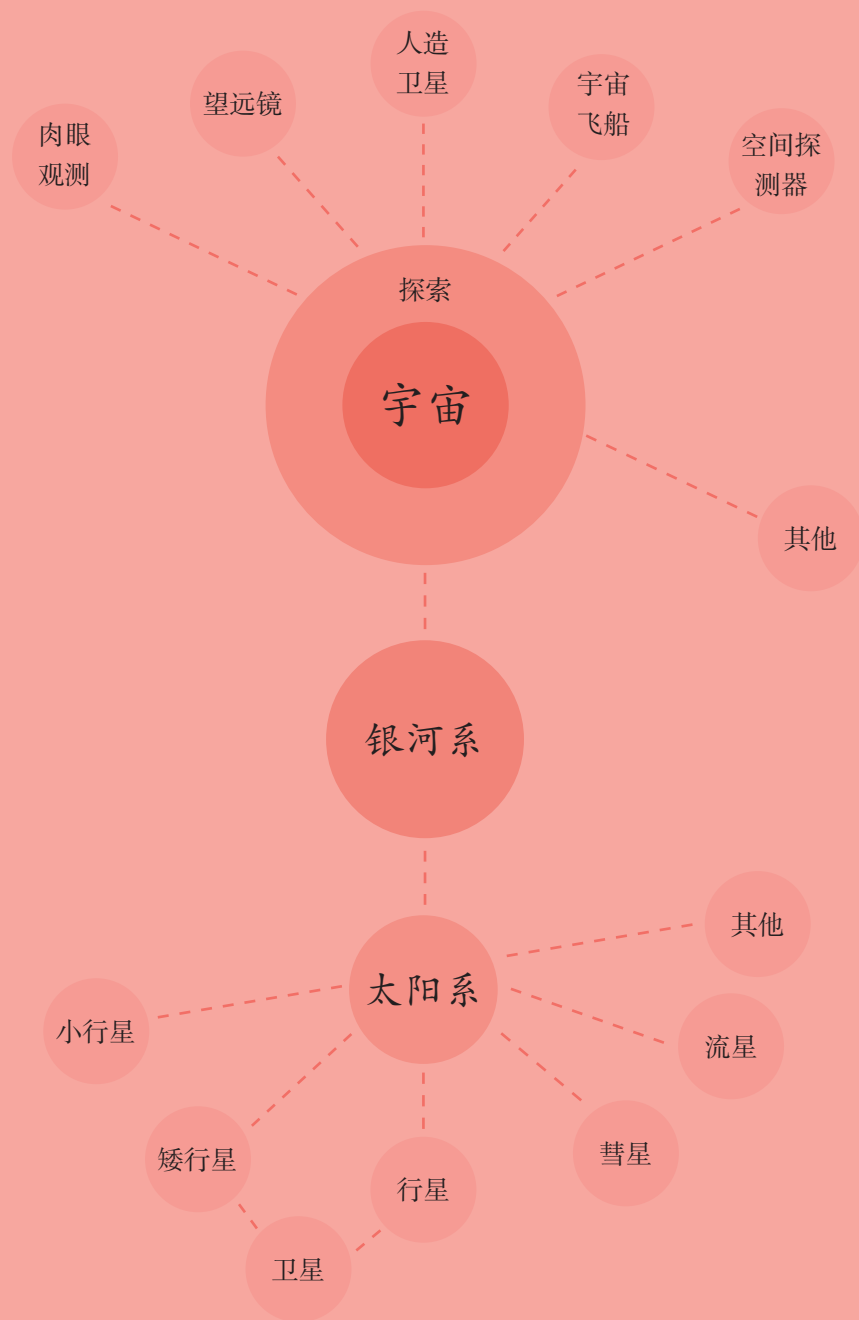 人造
卫星
望远镜
宇宙
飞船
肉眼
观测
空间探
测器
探索
宇宙
其他
银河系
其他
太阳系
小行星
流星
彗星
矮行星
行星
卫星